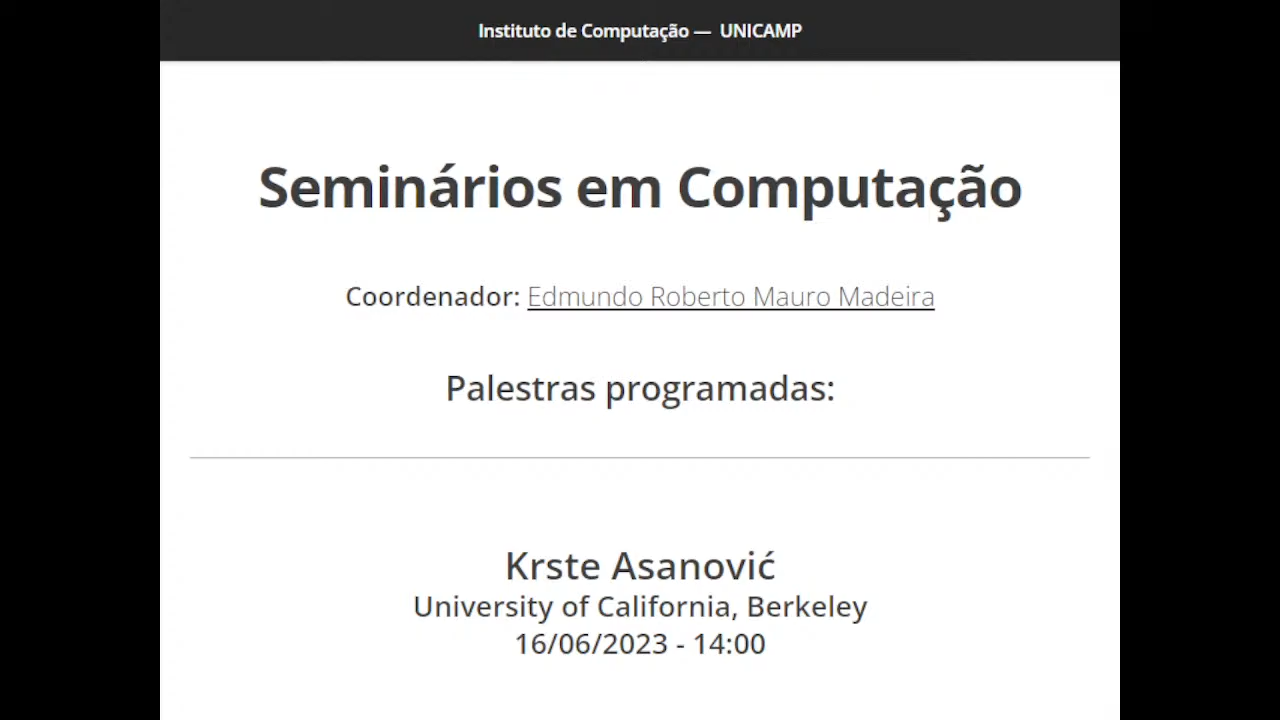 Instituto de Computação — UNICAMP
Seminários em Computação
Coordenador: Edmundo Roberto Mauro Madeira
Palestras programadas:
Krste Asanović
University of California, Berkeley
16/06/2023 - 14:00